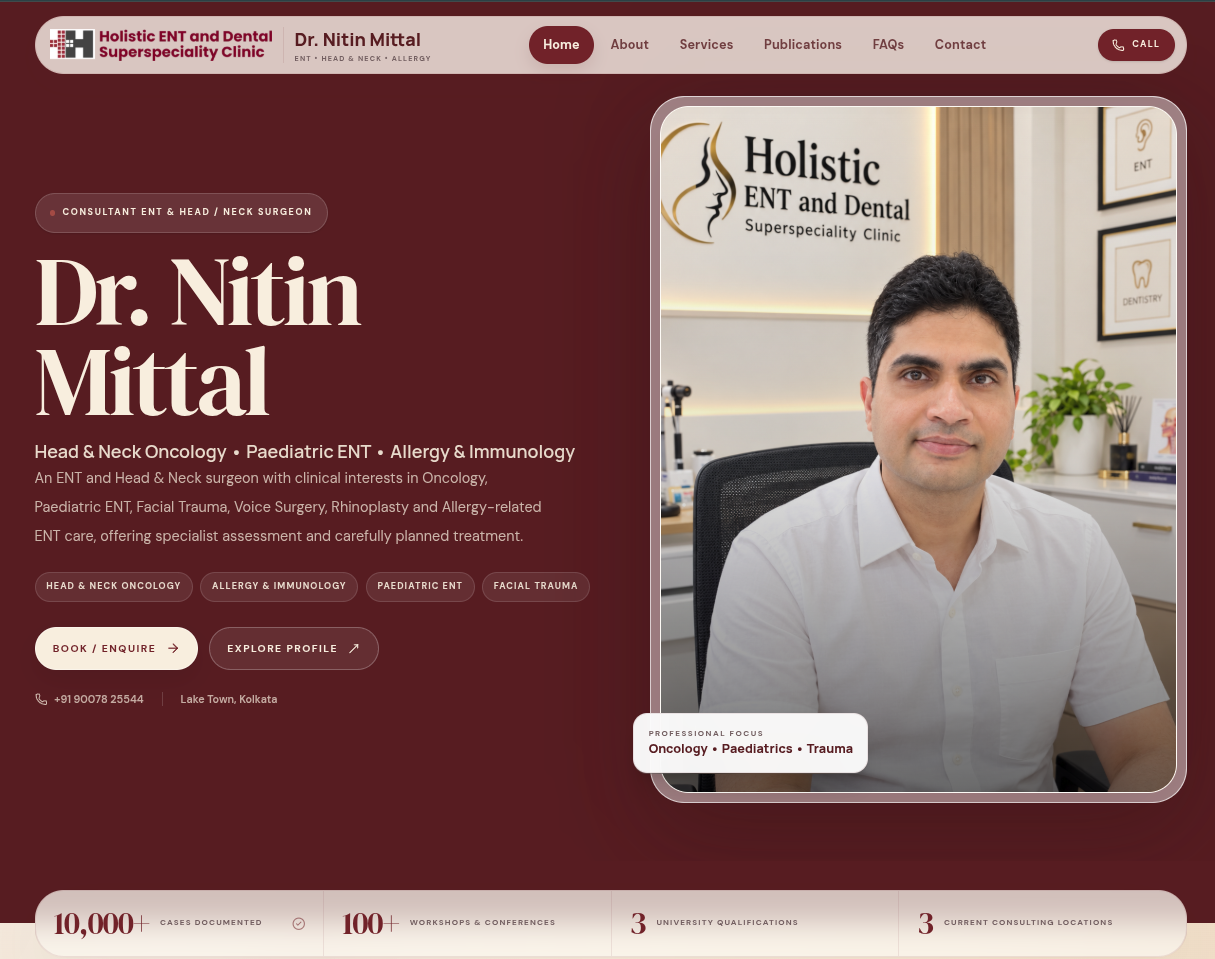 Holistic ENT and Dental
Superspeciality Clinic
Dr. Nitin Mittal
ENT • HEAD & NECK • ALLERGY
Home
About
Services
Publications
FAQs
Contact
CALL
CONSULTANT ENT & HEAD / NECK SURGEON
Dr. Nitin
Mittal
Head & Neck Oncology • Paediatric ENT • Allergy & Immunology
An ENT and Head & Neck surgeon with clinical interests in Oncology,
Paediatric ENT, Facial Trauma, Voice Surgery, Rhinoplasty and Allergy-related
ENT care, offering specialist assessment and carefully planned treatment.
HEAD & NECK ONCOLOGY
ALLERGY & IMMUNOLOGY
PAEDIATRIC ENT
FACIAL TRAUMA
BOOK / ENQUIRE →
EXPLORE PROFILE ↗
+91 90078 25544
Lake Town, Kolkata
Holistic
ENT and Dental
Superspeciality Clinic
ENT
DENTISTRY
PROFESSIONAL FOCUS
Oncology • Paediatrics • Trauma
10,000+ CASES DOCUMENTED
100+ WORKSHOPS & CONFERENCES
3 UNIVERSITY QUALIFICATIONS
3 CURRENT CONSULTING LOCATIONS